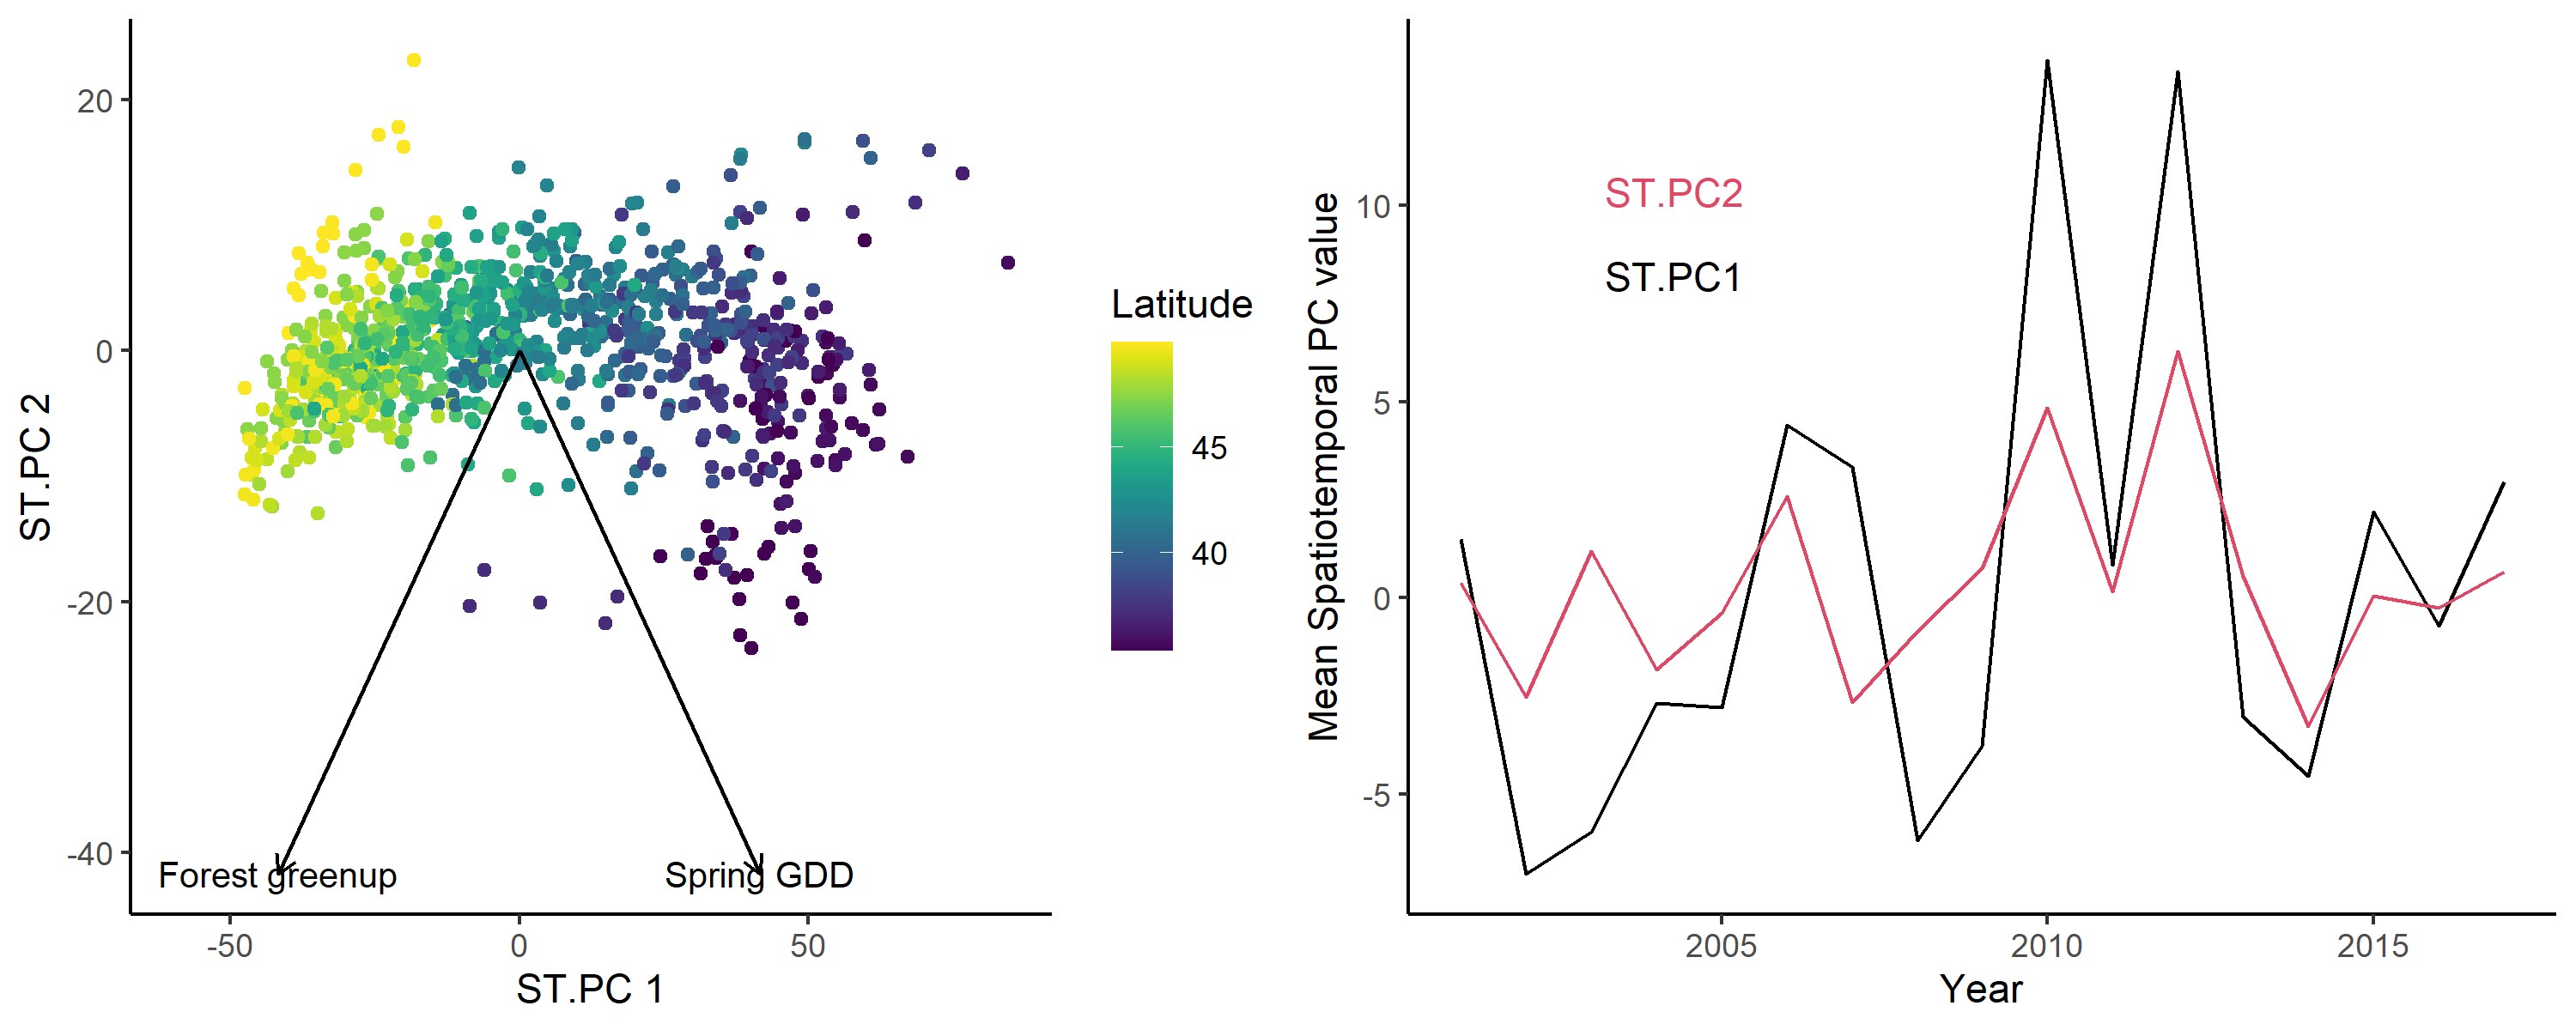 20
0
-20
-40
ST.PC 2
Forest greenup
Spring GDD
-50
0
50
ST.PC 1
Latitude
45
40
Mean Spatiotemporal PC value
10
5
0
-5
ST.PC2
ST.PC1
2005
2010
2015
Year